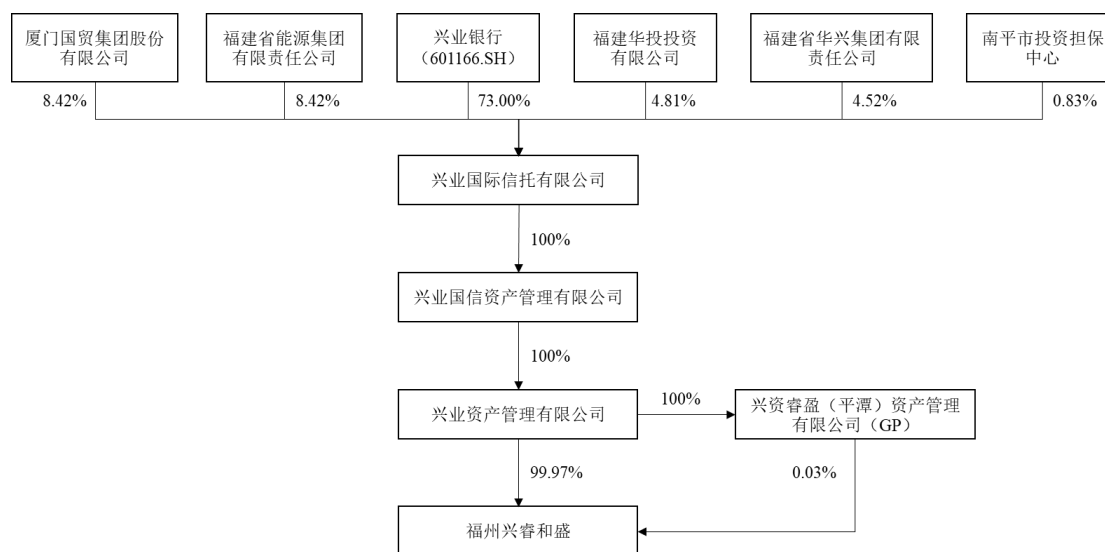 厦门国贸集团股份
有限公司
福建省能源集团
有限责任公司
兴业银行
（601166.SH）
福建华投投资
有限公司
福建省华兴集团有限
责任公司
南平市投资担保
中心
8.42%
8.42%
73.00%
4.81%
4.52%
0.83%
兴业国际信托有限公司
100%
兴业国信资产管理有限公司
100%
兴业资产管理有限公司
100%
兴资睿盈（平潭）资产管理
有限公司（GP）
99.97%
0.03%
福州兴睿和盛